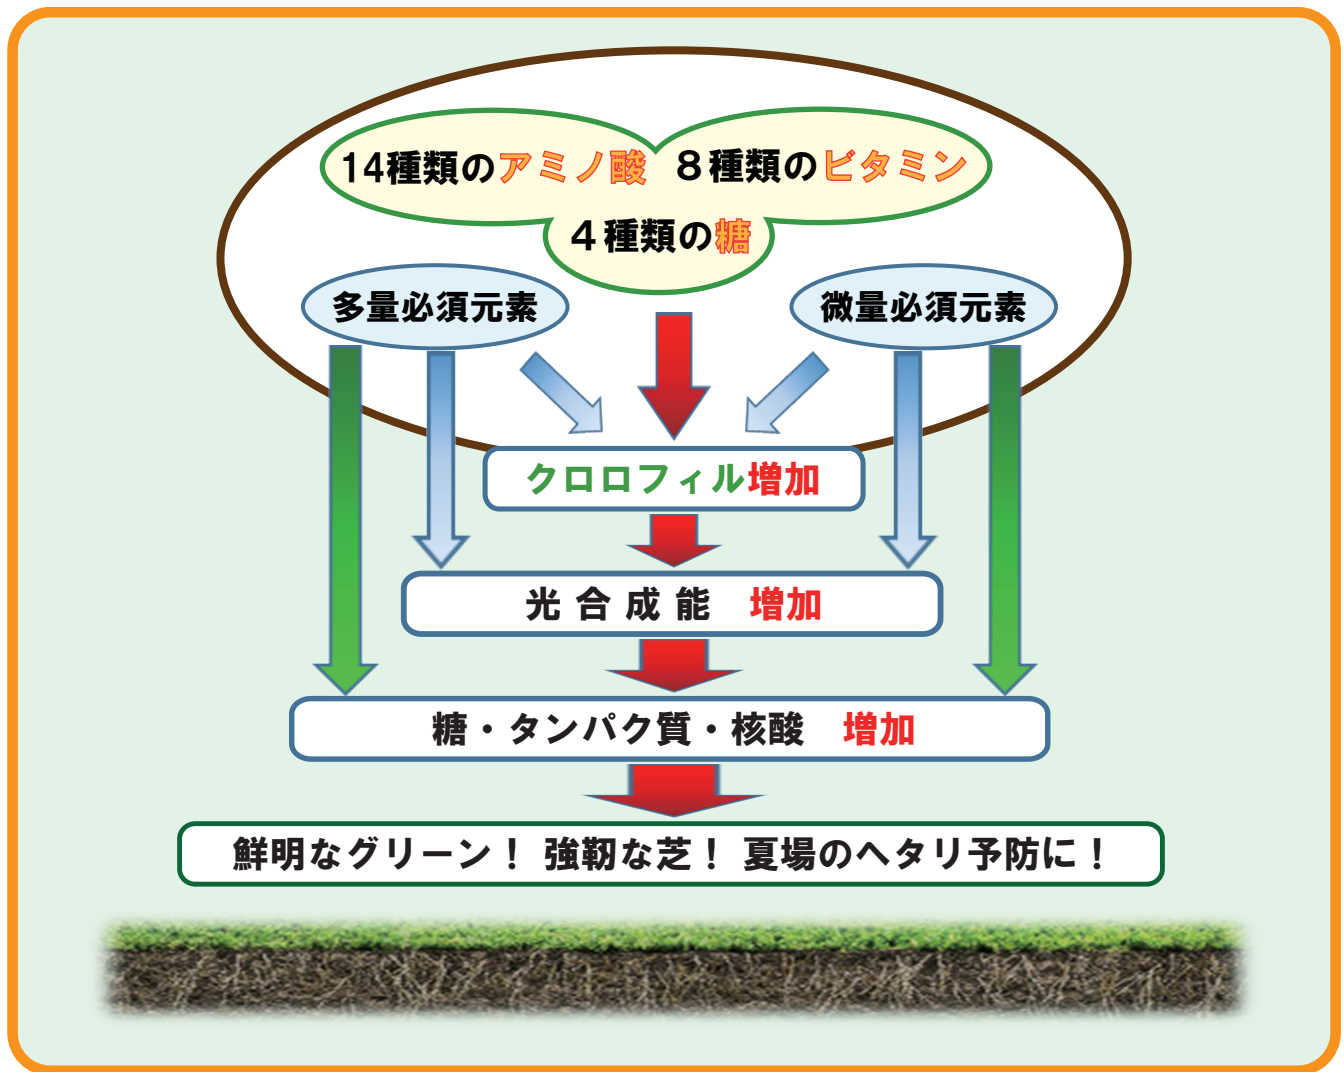 14種類のアミノ酸 8種類のビタミン
4種類の糖
多量必須元素 微量必須元素
クロロフィル増加
光合成能 増加
糖・タンパク質・核酸 増加
鮮明なグリーン！ 強靭な芝！ 夏場のヘタリ予防に！